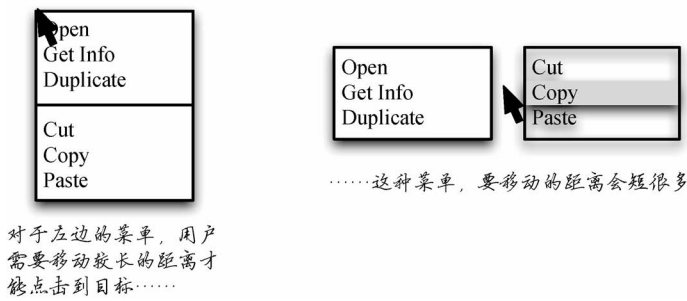 Open
Get Info
Duplicate
Cut
Copy
Paste
对于左边的菜单，用户
需要移动较长的距离才
能点击到目标……
Open
Get Info
Duplicate
Cut
Copy
Paste
……这种菜单，要移动的距离会短很多